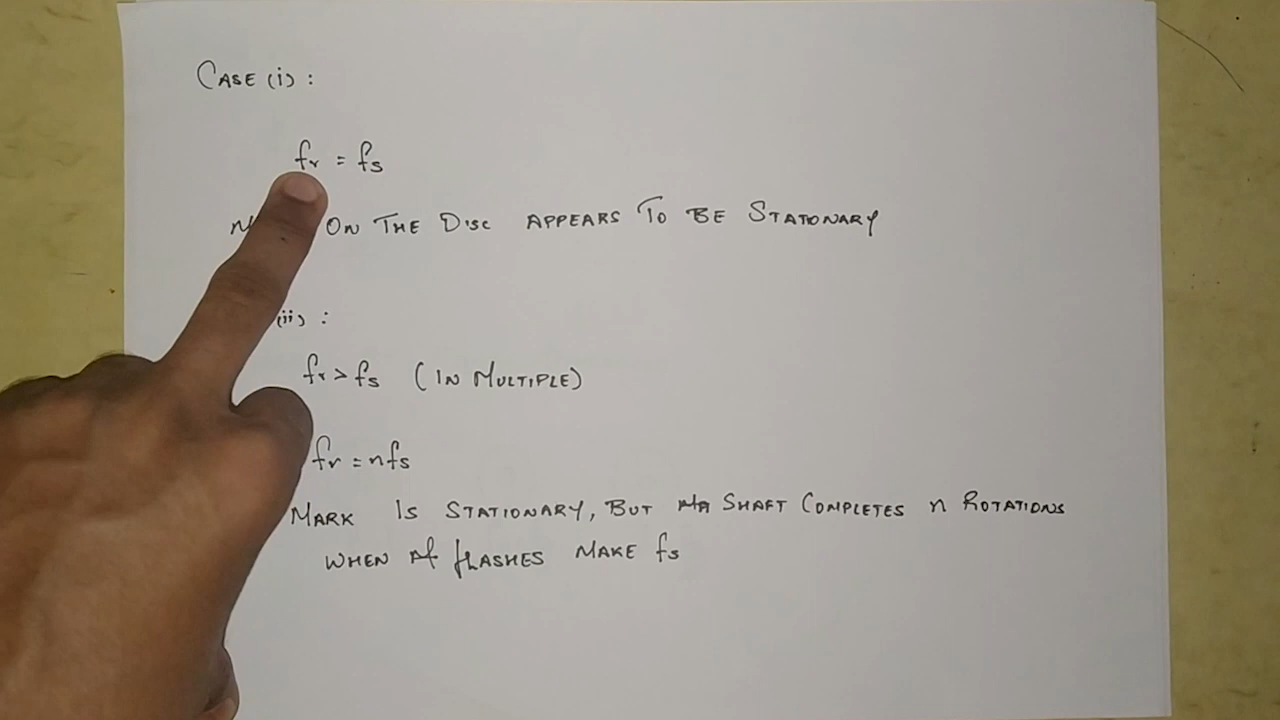 CASE (i) :
fr = fs
ON THE DISC APPEARS TO BE STATIONARY
(ii) :
fr > fs (IN MULTIPLE)
fr = nfs
MARK IS STATIONARY, BUT SHAFT COMPLETES n ROTATIONS
WHEN FLASHES MAKE fs